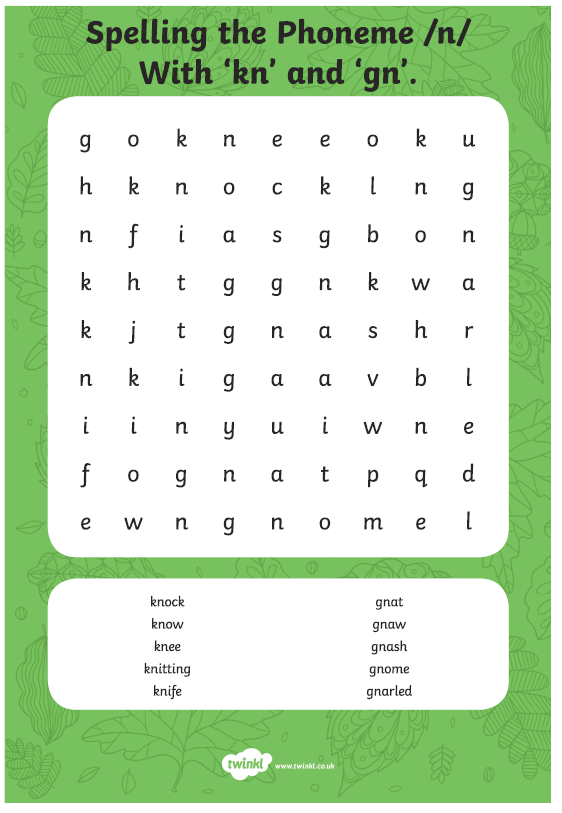 Spelling the Phoneme /n/
With ‘kn’ and ‘gn’.
g o k n e e o k u
h k n o c k l n g
n f i a s g b o n
k h t g g n k w a
k j t g n a s h r
n k i g a a v b l
i i n y u i w n e
f o g n a t p q d
e w n g n o m e l
knock gnat
know gnaw
knee gnash
knitting gnome
knife gnarled
twinkl www.twinkl.co.uk